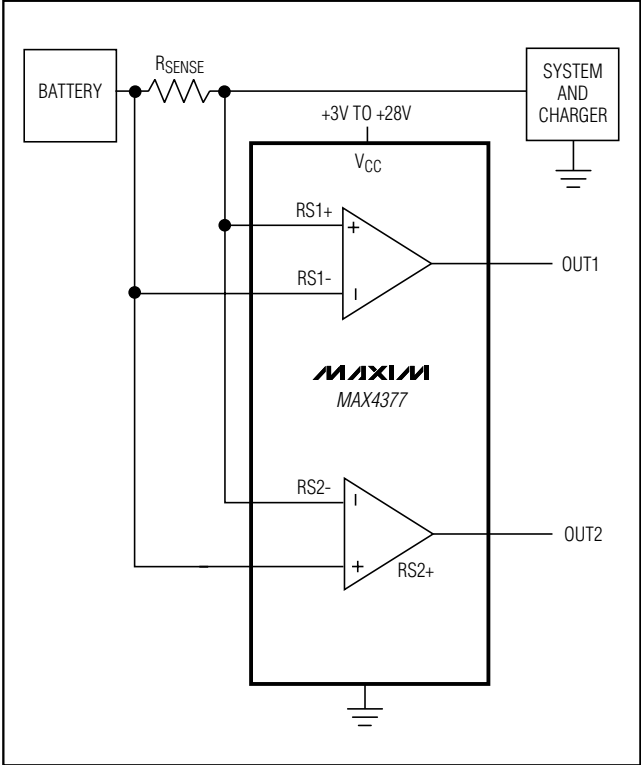 BATTERY
RSENSE
SYSTEM
AND
CHARGER
+3V TO +28V
VCC
RS1+
+
OUT1
RS1-
–
MAXIM
MAX4377
RS2-
–
OUT2
+
RS2+